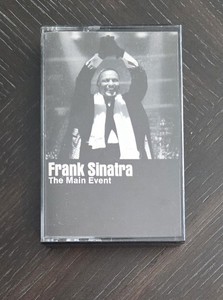 Frank Sinatra
The Main Event